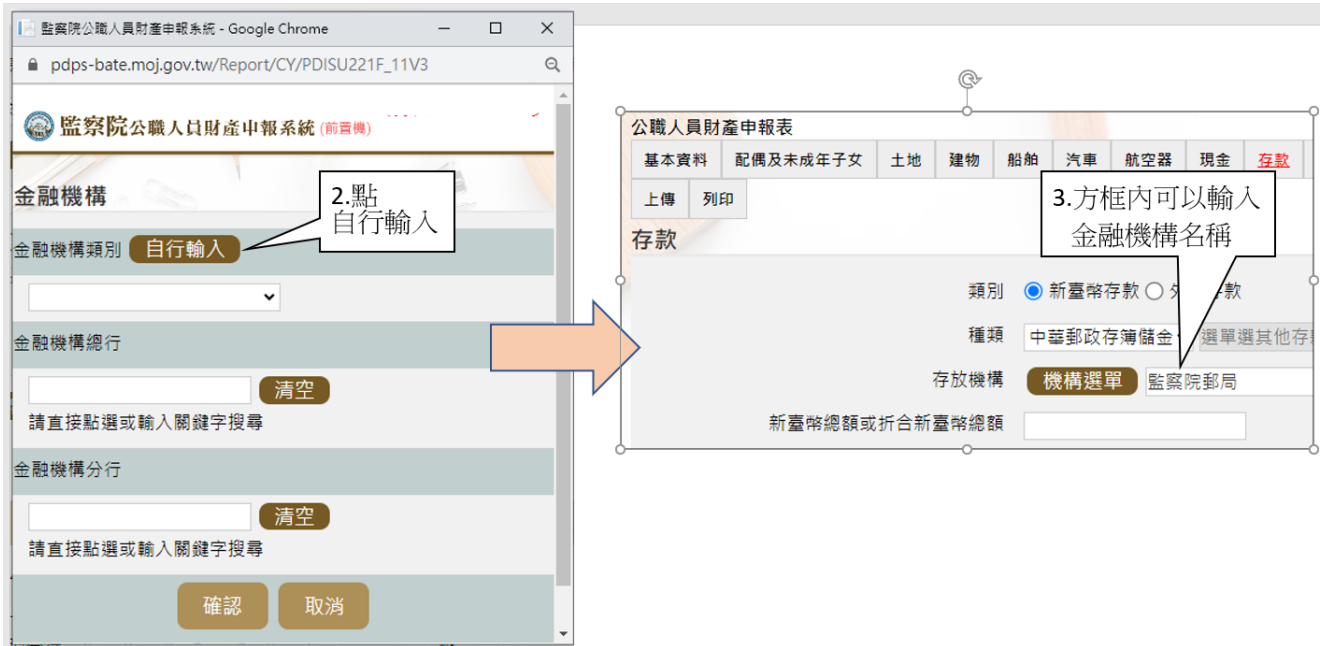 監察院公職人員財產申報系統 - Google Chrome
pdps-bate.moj.gov.tw/Report/CY/PDISU221F_11V3
監察院公職人員財產申報系統 (前置機)
金融機構
2.點
自行輸入
金融機構類別 自行輸入
金融機構總行
清空
請直接點選或輸入關鍵字搜尋
金融機構分行
清空
請直接點選或輸入關鍵字搜尋
確認 取消
公職人員財產申報表
基本資料 配偶及未成年子女 土地 建物 船舶 汽車 航空器 現金 存款
上傳 列印
3.方框內可以輸入
金融機構名稱
存款
類別 新臺幣存款 存款
種類 中華郵政存簿儲金 選單選其他存
存放機構 機構選單 監察院郵局
新臺幣總額或折合新臺幣總額